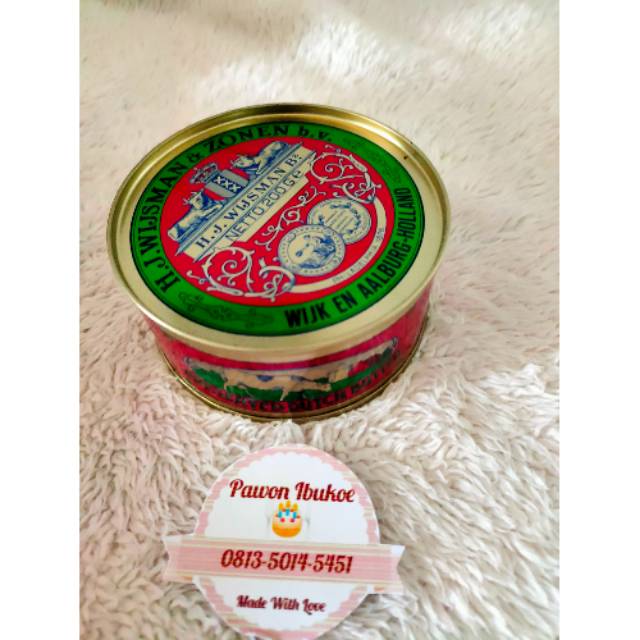 H.J. WIJSMAN & ZONEN b.v.
H. J. WIJSMAN
NETTO 200 G e
WIJK EN AALBURG-HOLLAND
Pawon Ibukoe
0813-5014-5451
Made With Love